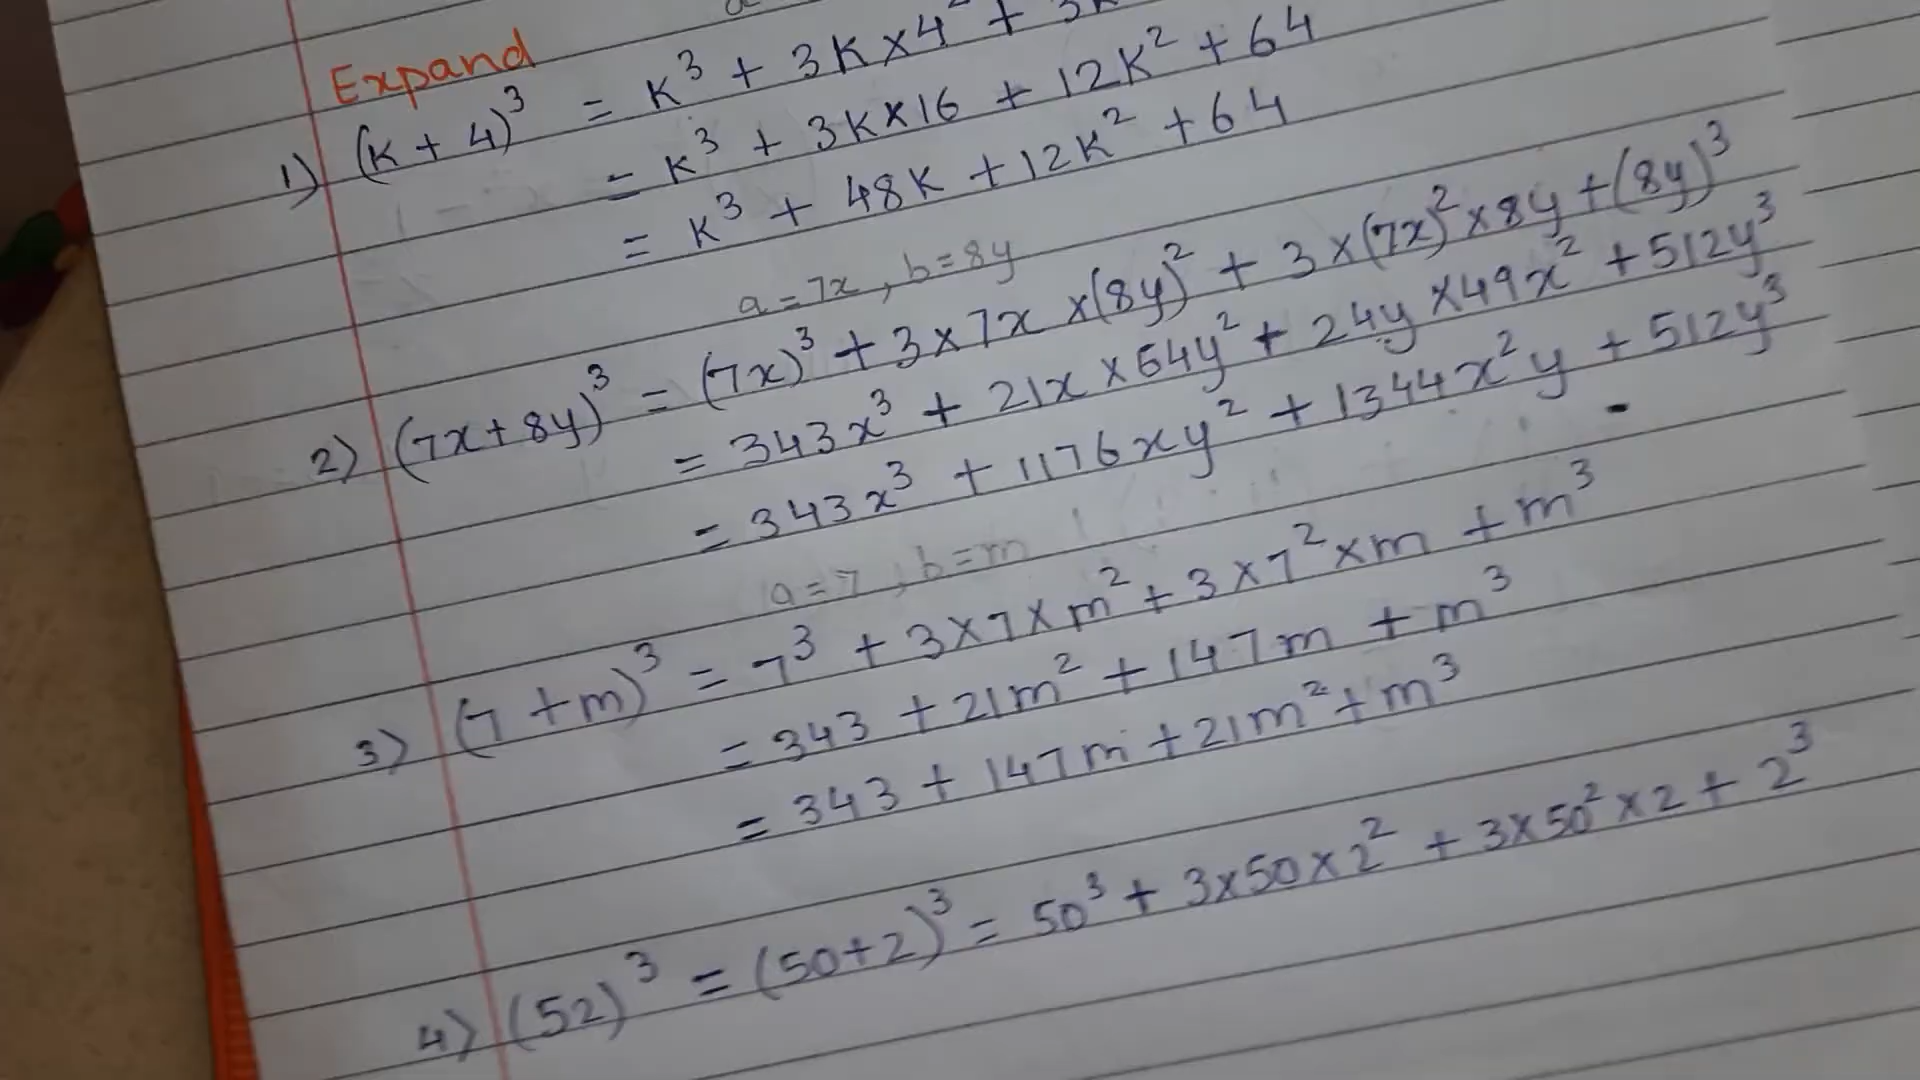 Expand
1) (k + 4)³ = k³ + 3k×4² + 3k
= k³ + 3k×16 + 12k² + 64
= k³ + 48k + 12k² + 64
a = 7x , b = 8y
2) (7x + 8y)³ = (7x)³ + 3×7x×(8y)² + 3×(7x)²×8y + (8y)³
= 343x³ + 21x×64y² + 24y×49x² + 512y³
= 343x³ + 1176xy² + 1344x²y + 512y³
a = 7 , b = m
3) (7 + m)³ = 7³ + 3×7×m² + 3×7²×m + m³
= 343 + 21m² + 147m + m³
= 343 + 147m + 21m² + m³
4) (52)³ = (50+2)³ = 50³ + 3×50×2² + 3×50²×2 + 2³